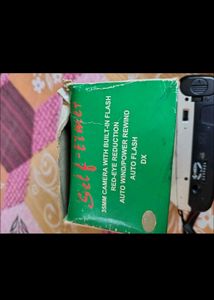 Self-timer
35MM CAMERA WITH BUILT-IN FLASH
RED-EYE REDUCTION
AUTO WIND/POWER REWIND
AUTO FLASH
DX